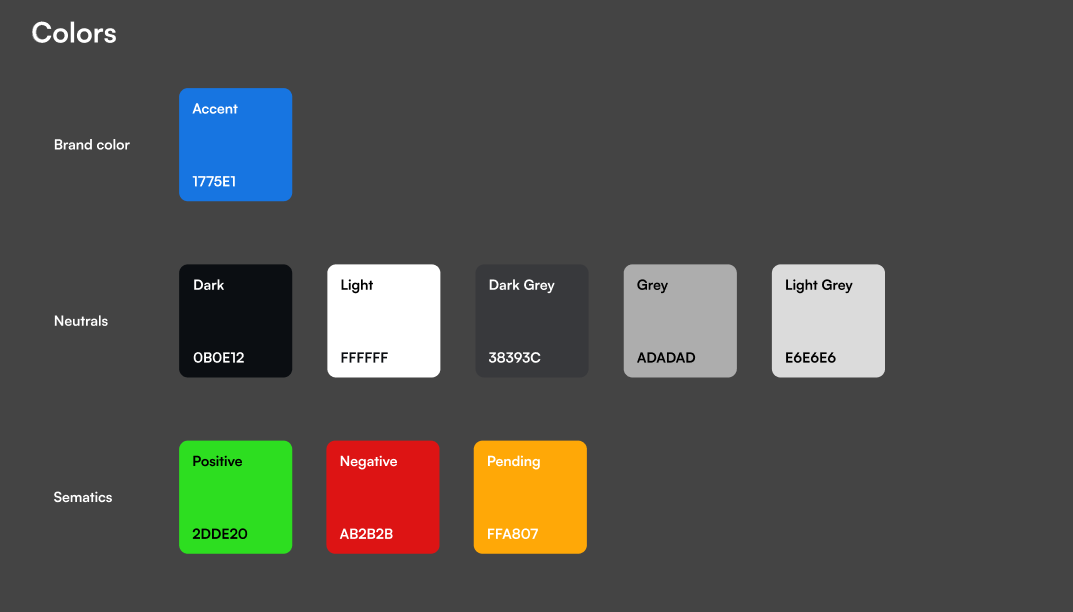 Colors
Brand color
Accent
1775E1
Neutrals
Dark
0B0E12
Light
FFFFFF
Dark Grey
38393C
Grey
ADADAD
Light Grey
E6E6E6
Sematics
Positive
2DDE20
Negative
AB2B2B
Pending
FFA807